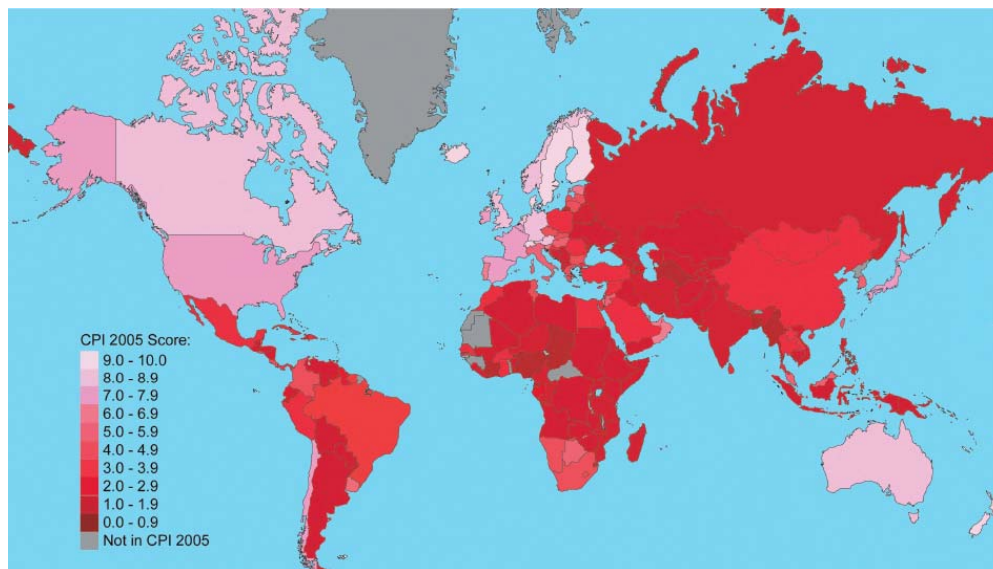 CPI 2005 Score:
9.0 - 10.0
8.0 - 8.9
7.0 - 7.9
6.0 - 6.9
5.0 - 5.9
4.0 - 4.9
3.0 - 3.9
2.0 - 2.9
1.0 - 1.9
0.0 - 0.9
Not in CPI 2005